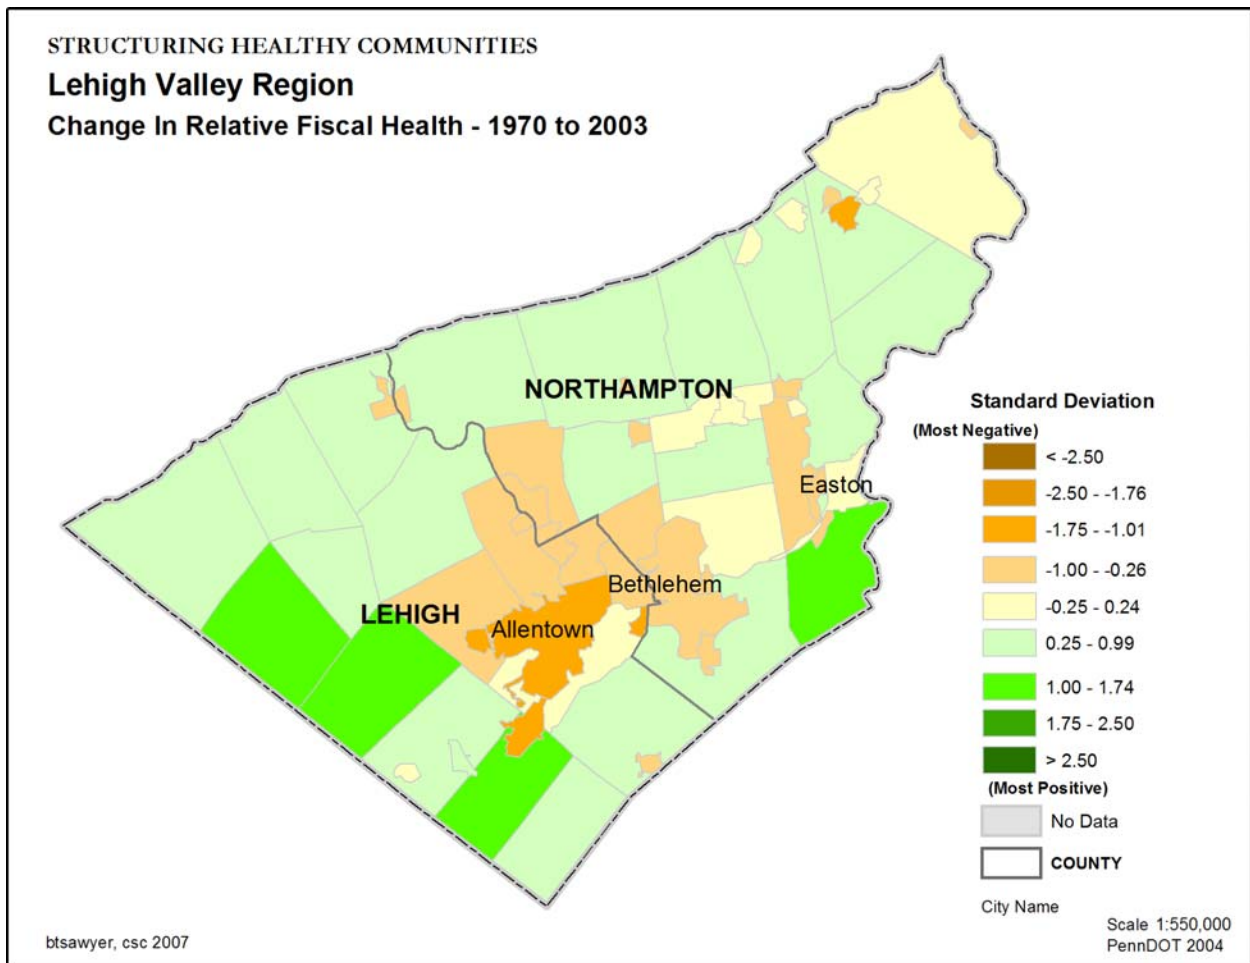 STRUCTURING HEALTHY COMMUNITIES
Lehigh Valley Region
Change In Relative Fiscal Health - 1970 to 2003
NORTHAMPTON
Easton
Bethlehem
LEHIGH
Allentown
Standard Deviation
(Most Negative)
< -2.50
-2.50 - -1.76
-1.75 - -1.01
-1.00 - -0.26
-0.25 - 0.24
0.25 - 0.99
1.00 - 1.74
1.75 - 2.50
> 2.50
(Most Positive)
No Data
COUNTY
City Name
Scale 1:550,000
PennDOT 2004
btsawyer, csc 2007